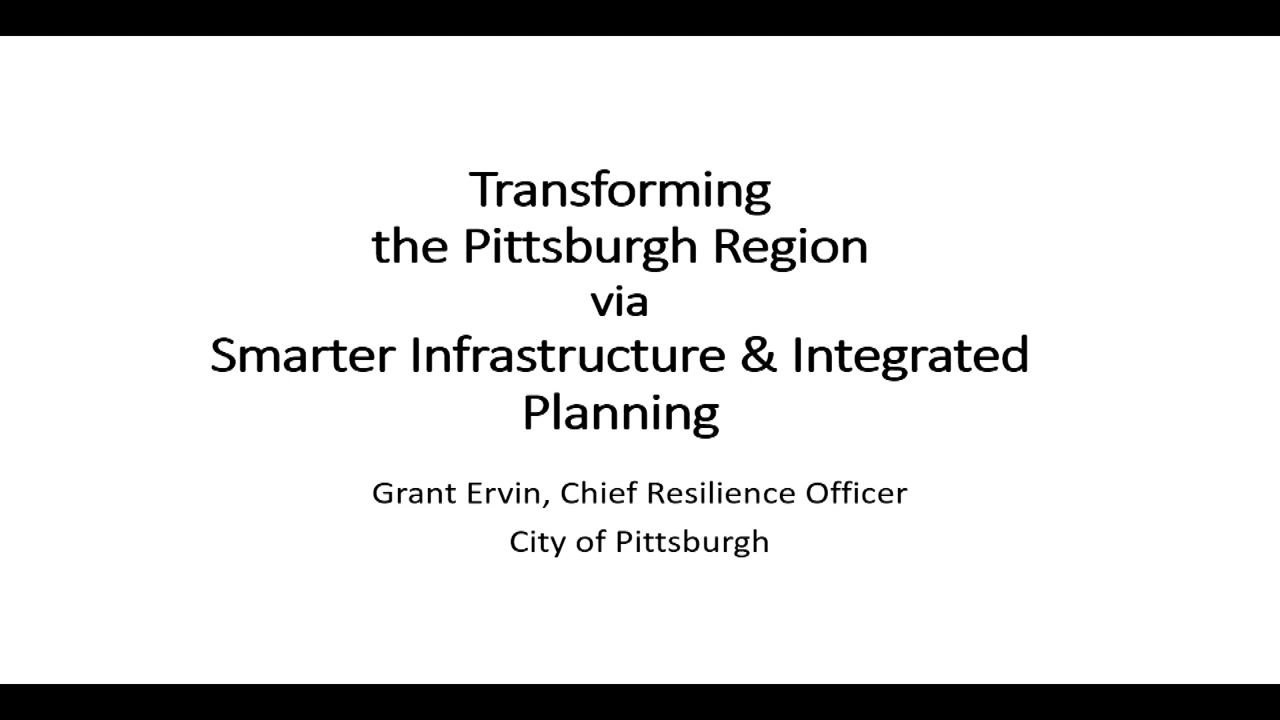 Transforming
the Pittsburgh Region
via
Smarter Infrastructure & Integrated
Planning
Grant Ervin, Chief Resilience Officer
City of Pittsburgh